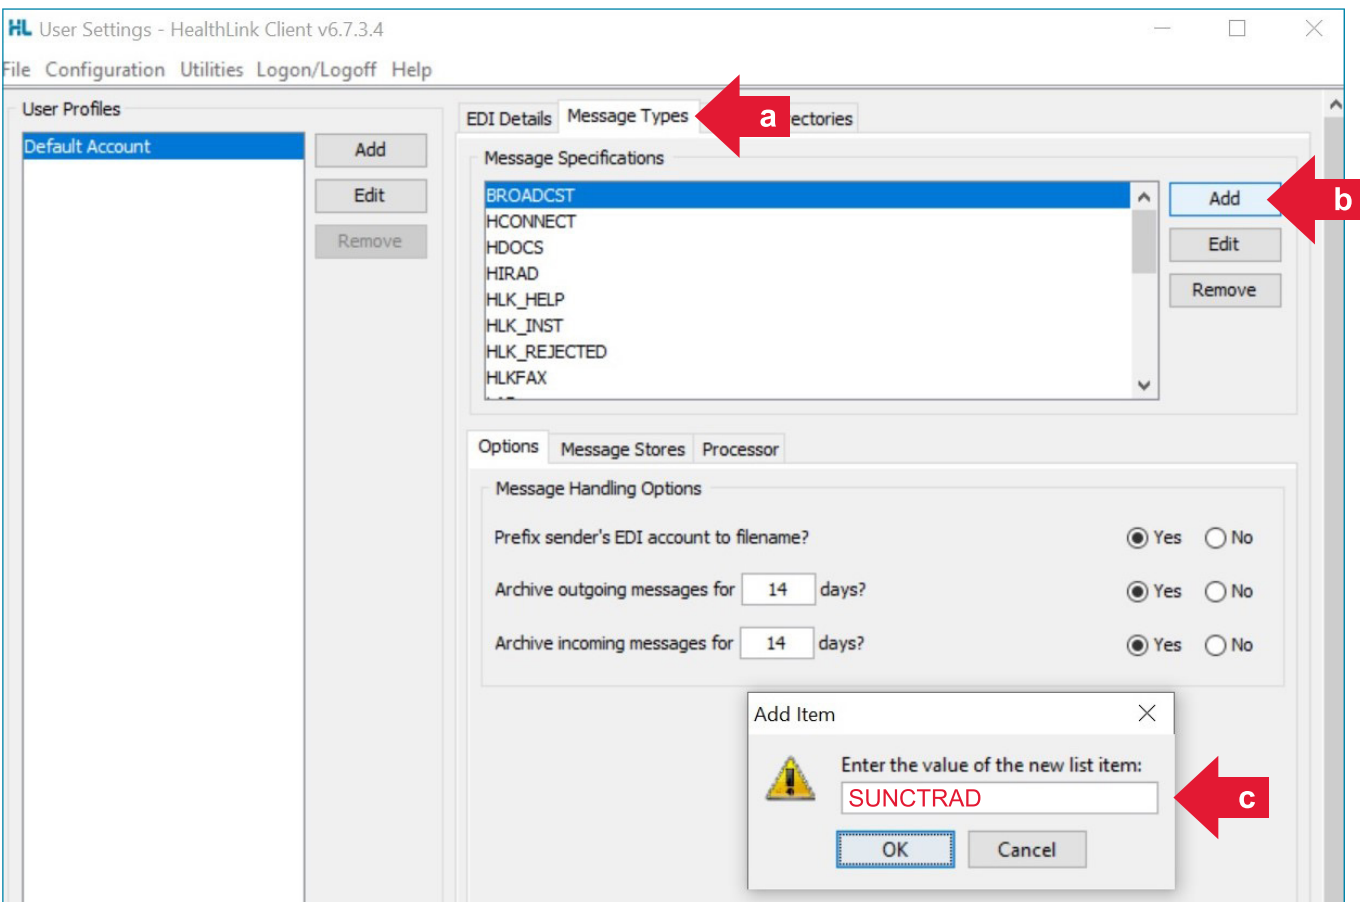 HL User Settings - HealthLink Client v6.7.3.4
File Configuration Utilities Logon/Logoff Help
User Profiles
Default Account
Add
Edit
Remove
EDI Details Message Types a ectories
Message Specifications
BROADCST
HCONNECT
HDOCS
HIRAD
HLK_HELP
HLK_INST
HLK_REJECTED
HLKFAX
Add b
Edit
Remove
Options Message Stores Processor
Message Handling Options
Prefix sender's EDI account to filename? Yes No
Archive outgoing messages for 14 days? Yes No
Archive incoming messages for 14 days? Yes No
Add Item
Enter the value of the new list item:
SUNCTRAD c
OK Cancel